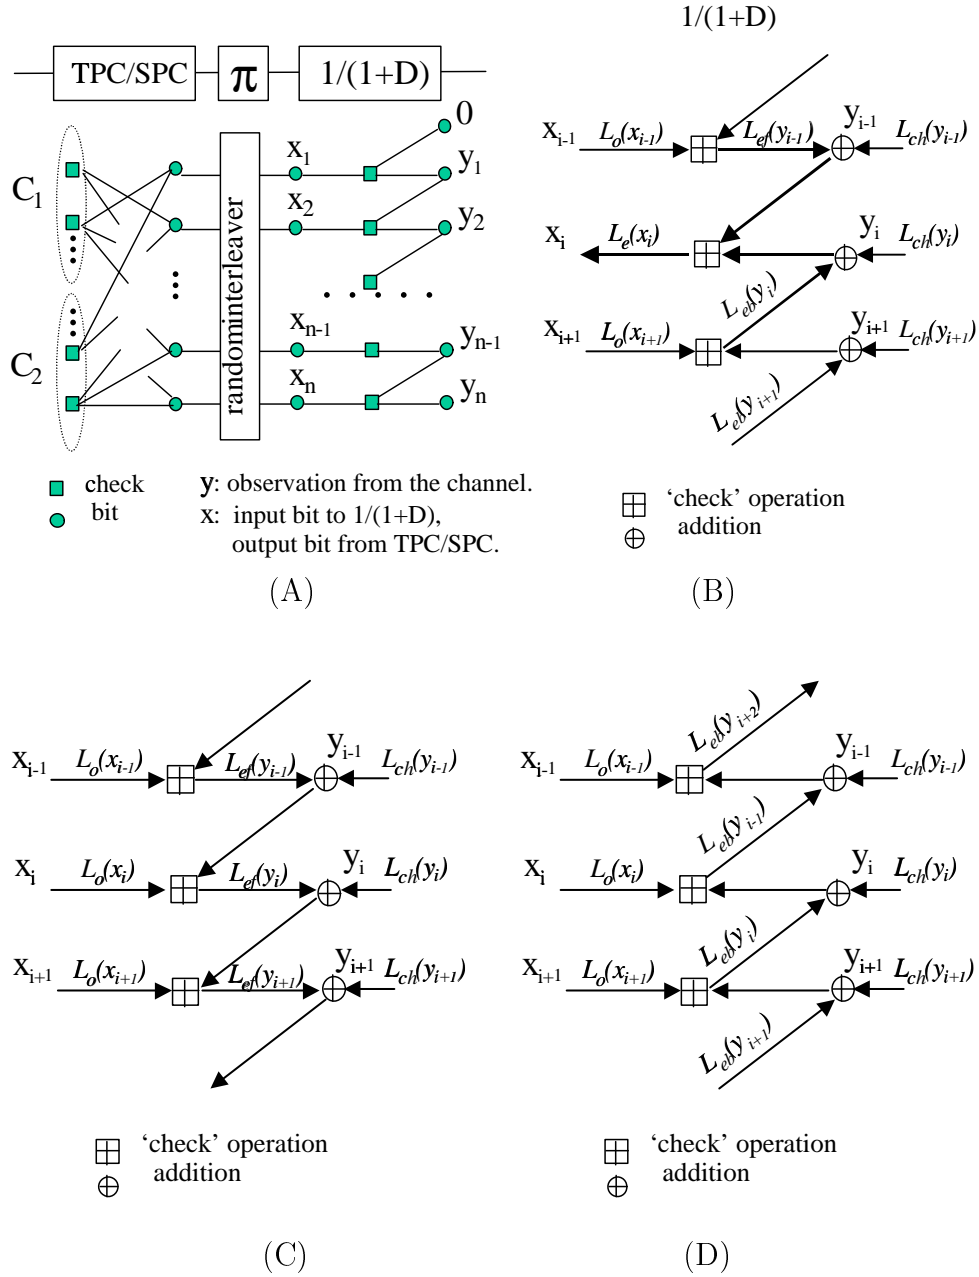 TPC/SPC π 1/(1+D)
0
C1
x1 y1
x2 y2
randominterleaver
C2
xn-1 yn-1
xn yn
check
bit
y: observation from the channel.
x: input bit to 1/(1+D),
output bit from TPC/SPC.
(A)
1/(1+D)
xi-1 Lo(xi-1) Lef(yi-1) yi-1 Lch(yi-1)
xi Le(xi) yi Lch(yi)
Leb(yi)
xi+1 Lo(xi+1) yi+1 Lch(yi+1)
Leb(yi+1)
‘check’ operation
addition
(B)
xi-1 Lo(xi-1) Lef(yi-1) yi-1 Lch(yi-1)
xi Lo(xi) Lef(yi) yi Lch(yi)
xi+1 Lo(xi+1) Lef(yi+1) yi+1 Lch(yi+1)
‘check’ operation
addition
(C)
Leb(yi+2)
xi-1 Lo(xi-1) yi-1 Lch(yi-1)
Leb(yi-1)
xi Lo(xi) yi Lch(yi)
Leb(yi)
xi+1 Lo(xi+1) yi+1 Lch(yi+1)
Leb(yi+1)
‘check’ operation
addition
(D)